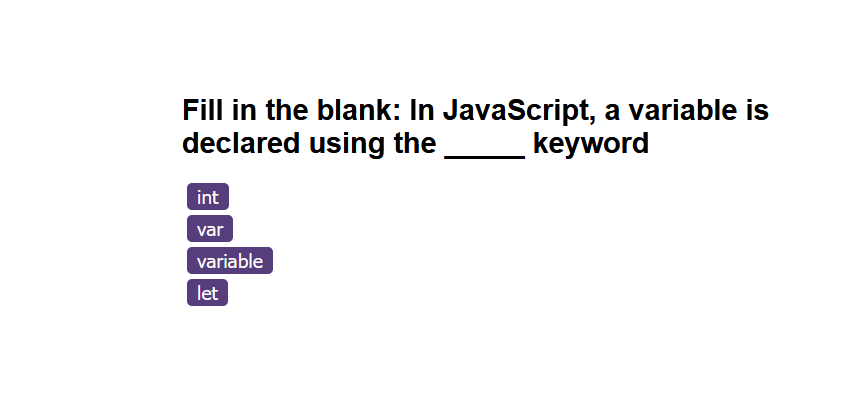 Fill in the blank: In JavaScript, a variable is
declared using the _____ keyword
int
var
variable
let